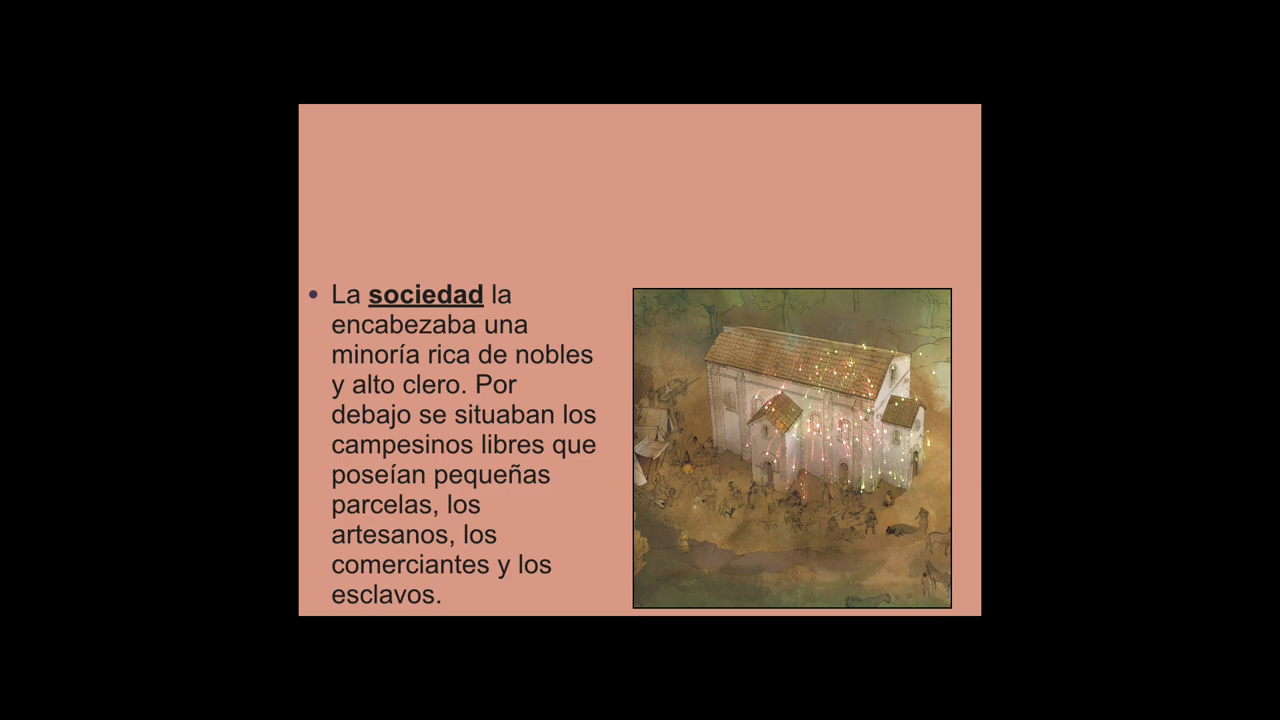 • La sociedad la
encabezaba una
minoría rica de nobles
y alto clero. Por
debajo se situaban los
campesinos libres que
poseían pequeñas
parcelas, los
artesanos, los
comerciantes y los
esclavos.